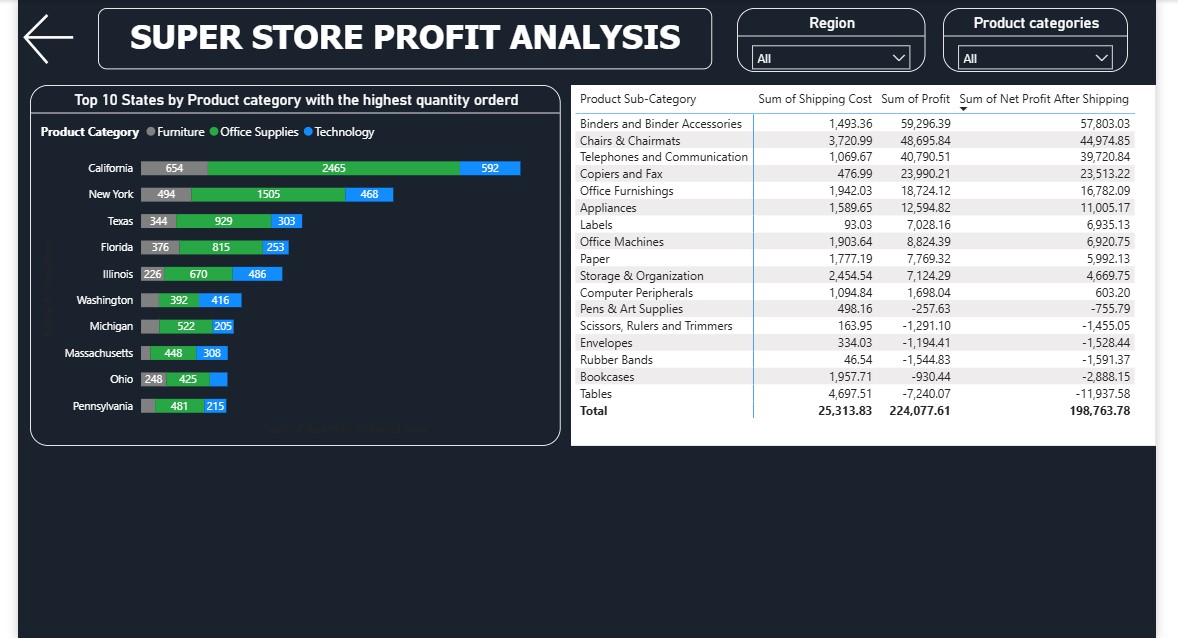 SUPER STORE PROFIT ANALYSIS
Region
All
Product categories
All
Top 10 States by Product category with the highest quantity orderd
Product Category Furniture Office Supplies Technology
California 654 2465 592
New York 494 1505 468
Texas 344 929 303
Florida 376 815 253
Illinois 226 670 486
Washington 392 416
Michigan 522 205
Massachusetts 448 308
Ohio 248 425
Pennsylvania 481 215
Product Sub-Category Sum of Shipping Cost Sum of Profit Sum of Net Profit After Shipping
Binders and Binder Accessories 1,493.36 59,296.39 57,803.03
Chairs & Chairmats 3,720.99 48,695.84 44,974.85
Telephones and Communication 1,069.67 40,790.51 39,720.84
Copiers and Fax 476.99 23,990.21 23,513.22
Office Furnishings 1,942.03 18,724.12 16,782.09
Appliances 1,589.65 12,594.82 11,005.17
Labels 93.03 7,028.16 6,935.13
Office Machines 1,903.64 8,824.39 6,920.75
Paper 1,777.19 7,769.32 5,992.13
Storage & Organization 2,454.54 7,124.29 4,669.75
Computer Peripherals 1,094.84 1,698.04 603.20
Pens & Art Supplies 498.16 -257.63 -755.79
Scissors, Rulers and Trimmers 163.95 -1,291.10 -1,455.05
Envelopes 334.03 -1,194.41 -1,528.44
Rubber Bands 46.54 -1,544.83 -1,591.37
Bookcases 1,957.71 -930.44 -2,888.15
Tables 4,697.51 -7,240.07 -11,937.58
Total 25,313.83 224,077.61 198,763.78